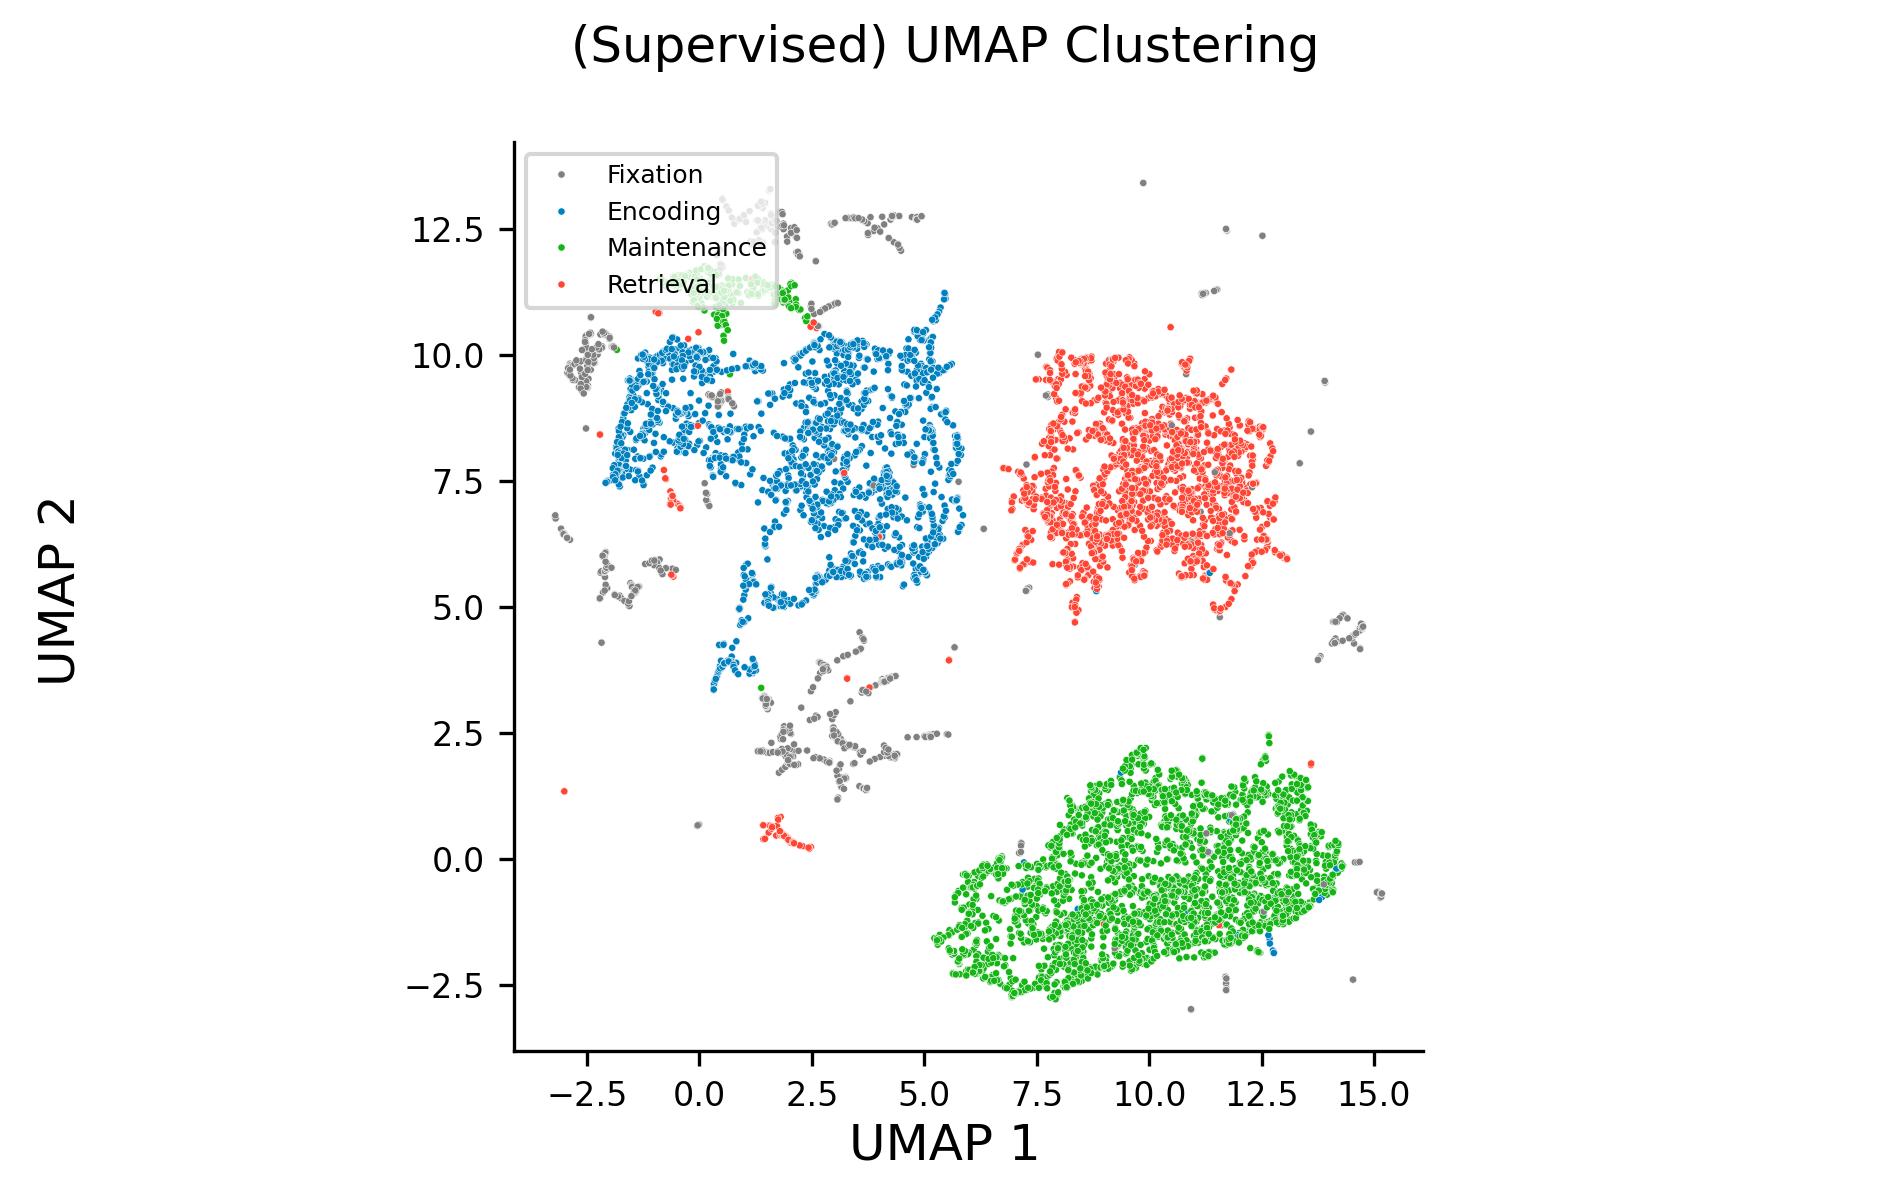 (Supervised) UMAP Clustering
Fixation
Encoding
Maintenance
Retrieval
UMAP 2
12.5
10.0
7.5
5.0
2.5
0.0
−2.5
−2.5 0.0 2.5 5.0 7.5 10.0 12.5 15.0
UMAP 1